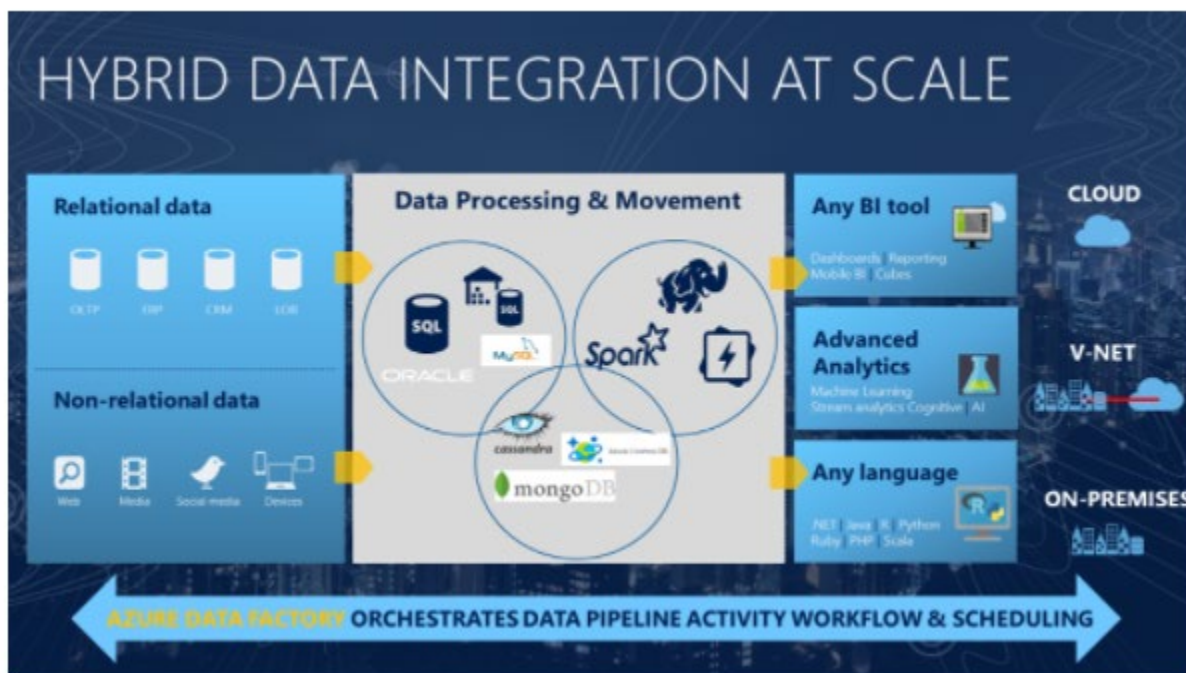 HYBRID DATA INTEGRATION AT SCALE
Relational data
OLTP ERP CRM LOB
Non-relational data
Web Media Social media Devices
Data Processing & Movement
SQL
SQL
MySQL
ORACLE
Spark
cassandra
Azure Cosmos DB
mongoDB
Any BI tool
Dashboards | Reporting
Mobile BI | Cubes
Advanced
Analytics
Machine Learning
Stream analytics Cognitive | AI
Any language
.NET | Java | R | Python
Ruby | PHP | Scala
R
CLOUD
V-NET
ON-PREMISES
AZURE DATA FACTORY ORCHESTRATES DATA PIPELINE ACTIVITY WORKFLOW & SCHEDULING